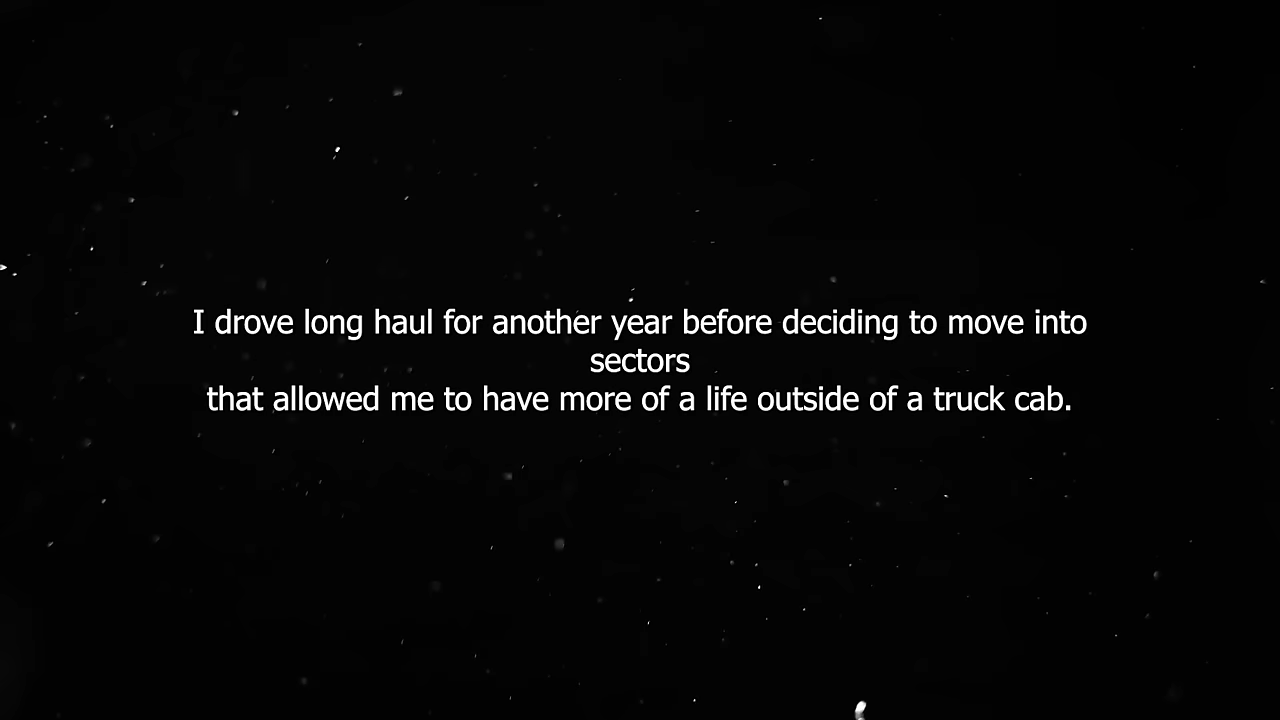 I drove long haul for another year before deciding to move into
sectors
that allowed me to have more of a life outside of a truck cab.